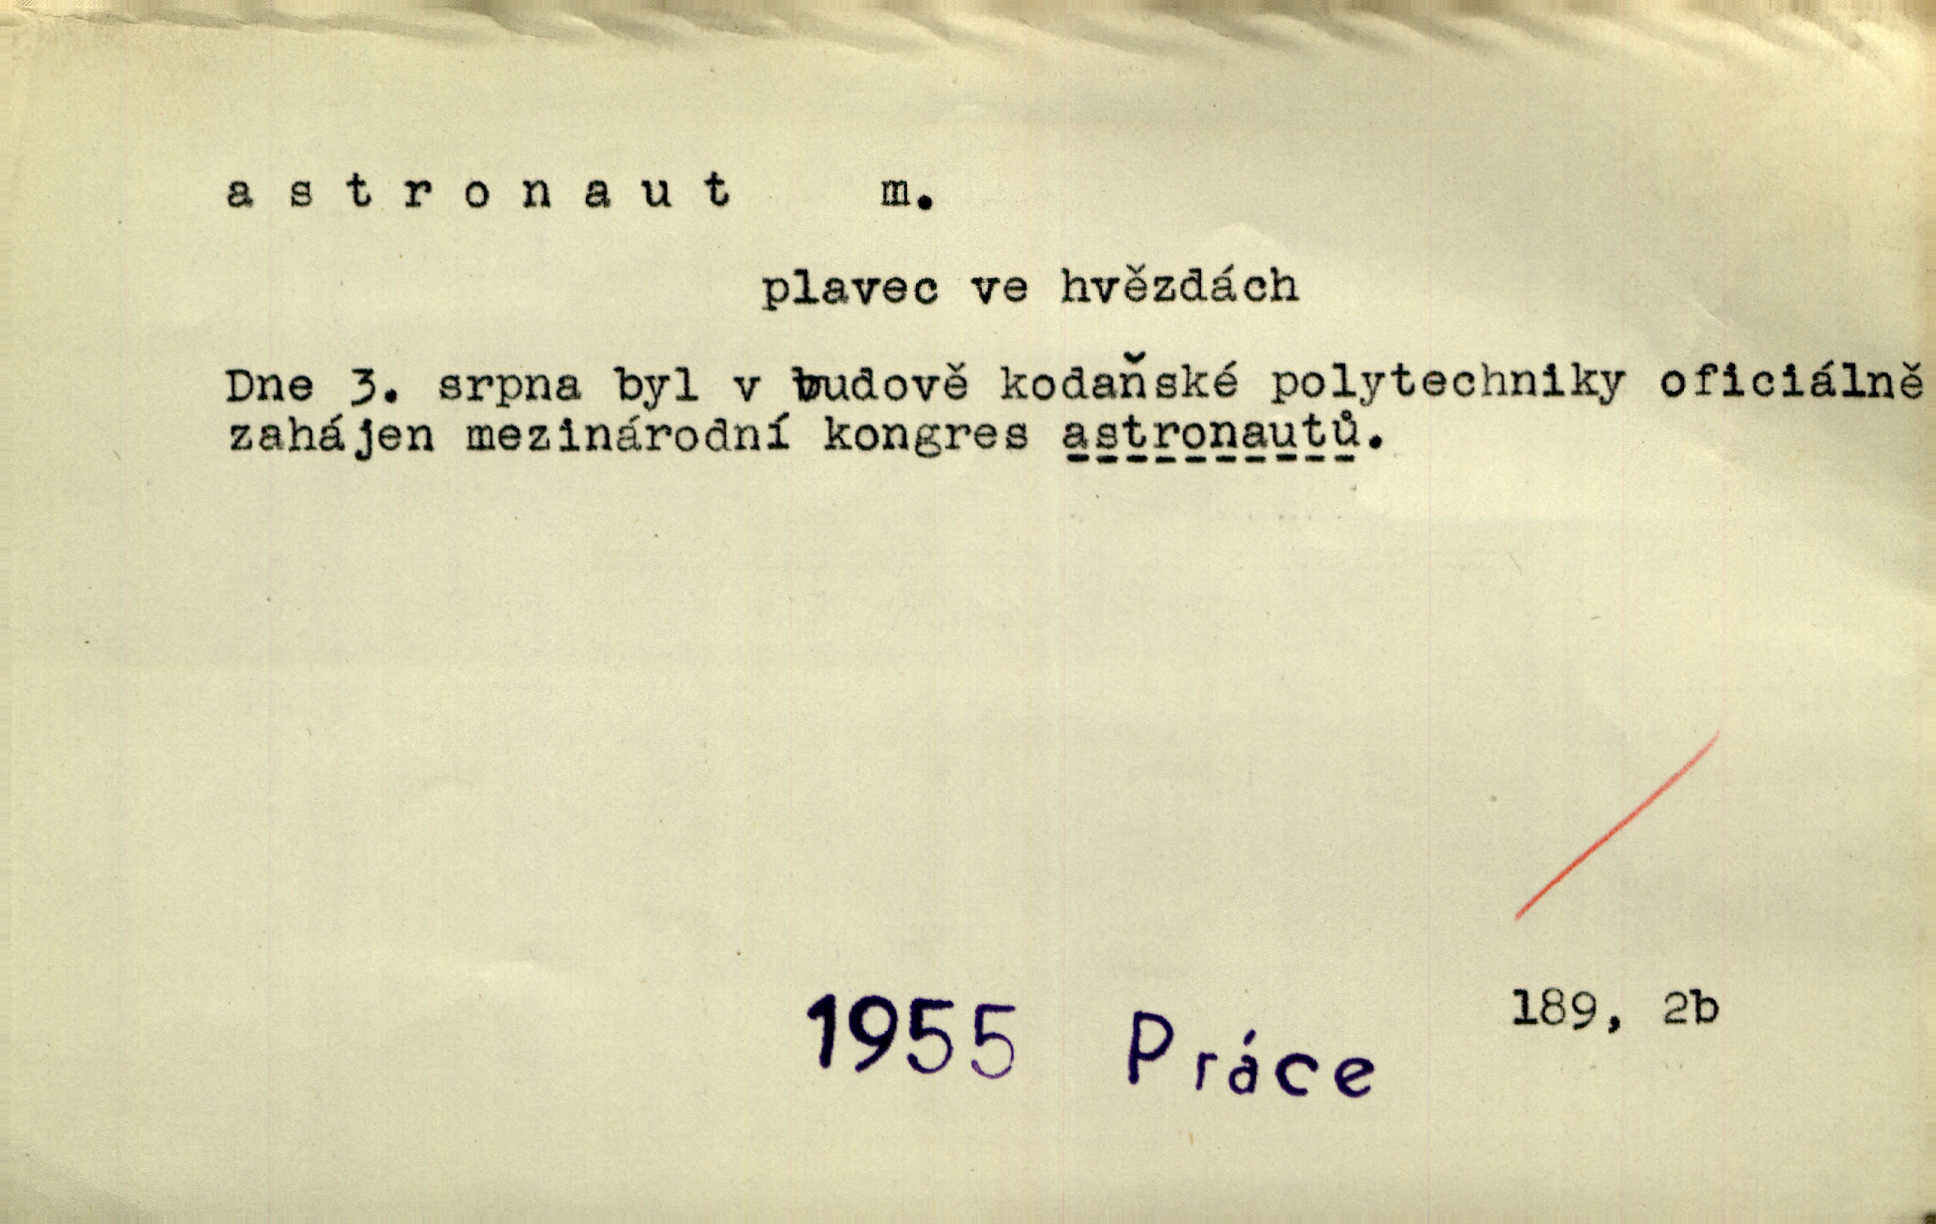 astronaut m.
plavec ve hvězdách
Dne 3. srpna byl v budově kodaňské polytechniky oficiálně
zahájen mezinárodní kongres astronautů.
189, 2b
1955 Práce